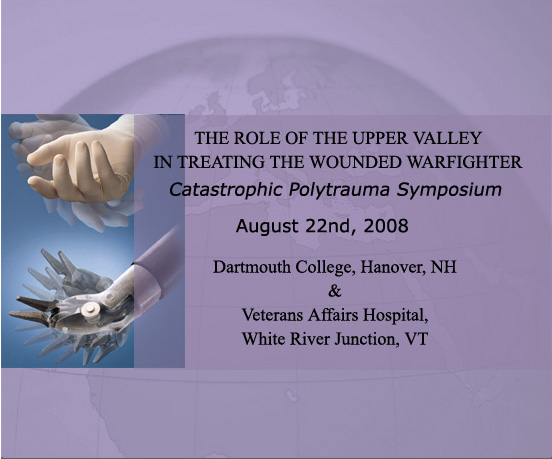 THE ROLE OF THE UPPER VALLEY
IN TREATING THE WOUNDED WARFIGHTER
Catastrophic Polytrauma Symposium
August 22nd, 2008
Dartmouth College, Hanover, NH
&
Veterans Affairs Hospital,
White River Junction, VT